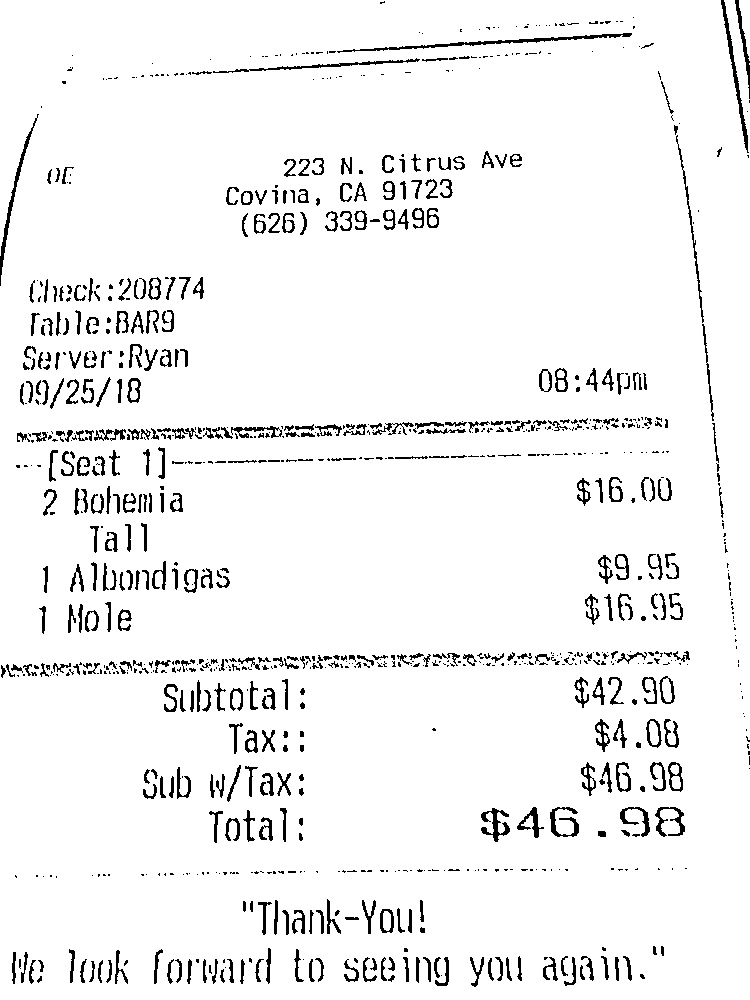 OE
223 N. Citrus Ave
Covina, CA 91723
(626) 339-9496
Check:208774
Table:BAR9
Server:Ryan
09/25/18 08:44pm
[Seat 1]
2 Bohemia $16.00
Tall
1 Albondigas $9.95
1 Mole $16.95
Subtotal: $42.90
Tax:: $4.08
Sub w/Tax: $46.98
Total: $46.98
"Thank-You!
We look forward to seeing you again."